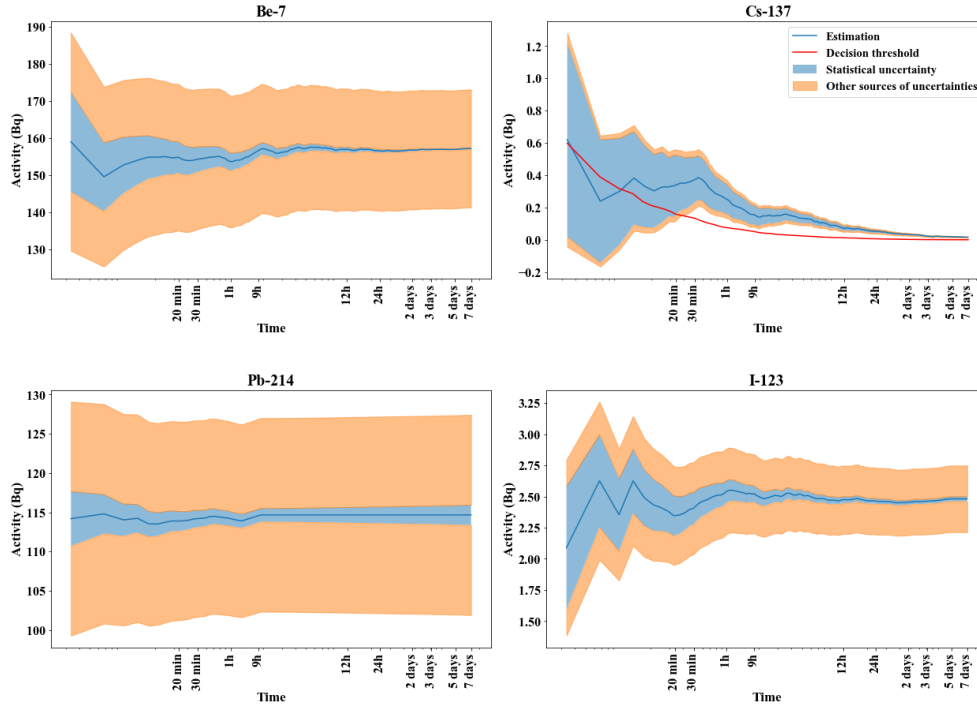 Be-7
Activity (Bq)
190
180
170
160
150
140
130
20 min
30 min
1h
9h
12h
24h
2 days
3 days
5 days
7 days
Time
Cs-137
Activity (Bq)
1.2
1.0
0.8
0.6
0.4
0.2
0.0
−0.2
Estimation
Decision threshold
Statistical uncertainty
Other sources of uncertainties
20 min
30 min
1h
9h
12h
24h
2 days
3 days
5 days
7 days
Time
Pb-214
Activity (Bq)
130
125
120
115
110
105
100
20 min
30 min
1h
9h
12h
24h
2 days
3 days
5 days
7 days
Time
I-123
Activity (Bq)
3.25
3.00
2.75
2.50
2.25
2.00
1.75
1.50
20 min
30 min
1h
9h
12h
24h
2 days
3 days
5 days
7 days
Time